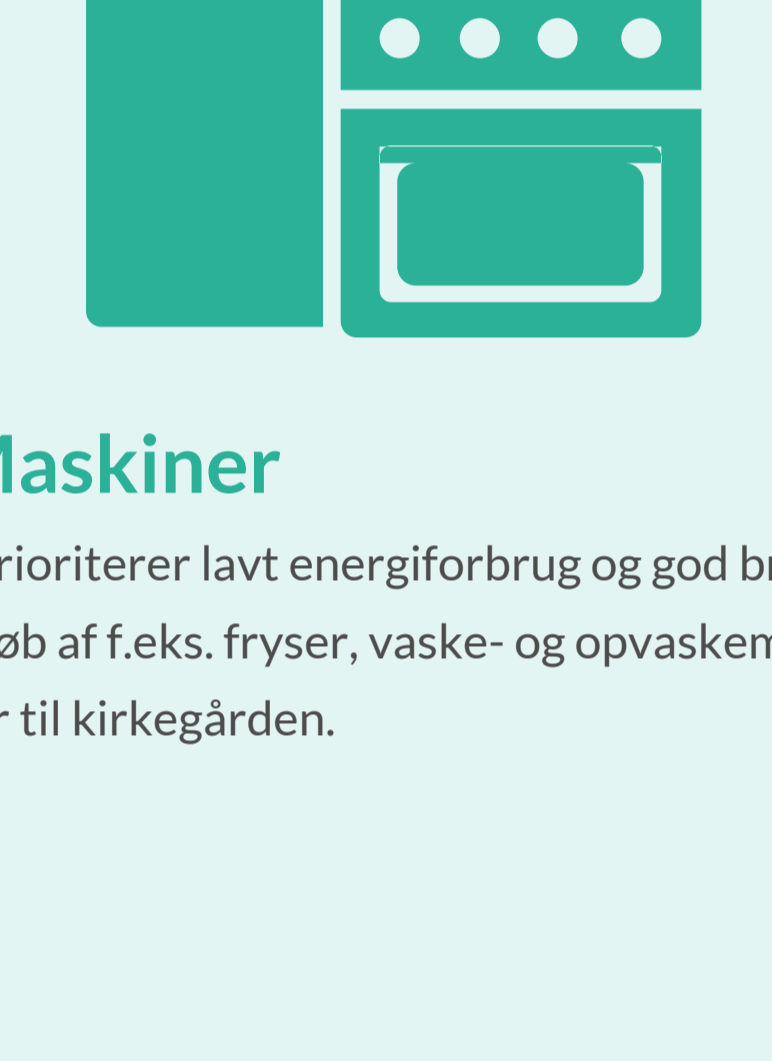 Maskiner
rioriterer lavt energiforbrug og god br
øb af f.eks. fryser, vaske- og opvaskem
r til kirkegården.